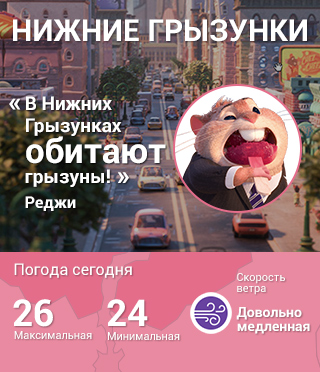 НИЖНИЕ ГРЫЗУНКИ
« В Нижних
Грызунках
обитают
грызуны! »
Реджи
Погода сегодня
26
Максимальная
24
Минимальная
Скорость
ветра
Довольно
медленная